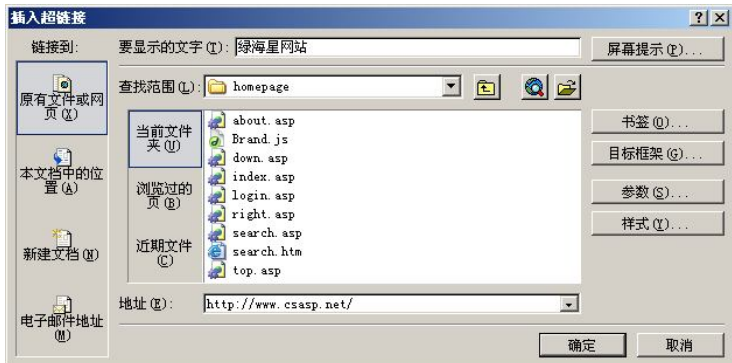 插入超链接
链接到:
要显示的文字(T): 绿海星网站
屏幕提示(P)...
原有文件或网页(X)
查找范围(L): homepage
当前文件夹(U)
about.asp
Brand.js
down.asp
index.asp
login.asp
right.asp
search.asp
search.htm
top.asp
书签(O)...
目标框架(G)...
本文档中的位置(A)
浏览过的页(B)
参数(S)...
样式(Y)...
新建文档(N)
近期文件(C)
地址(E): http://www.csasp.net/
电子邮件地址(M)
确定
取消